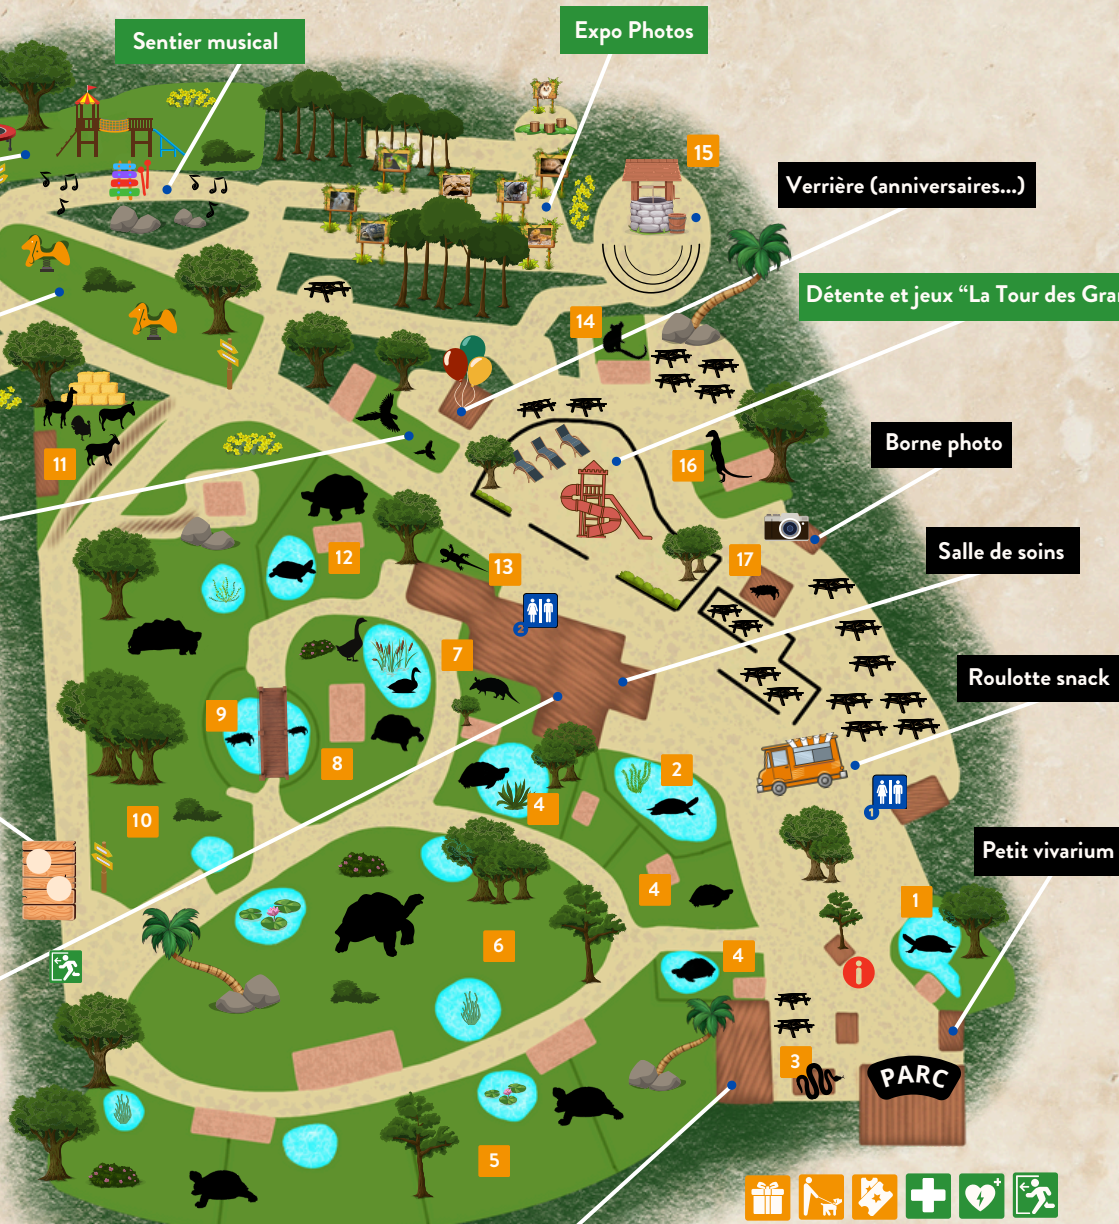 Sentier musical
Expo Photos
15
Verrière (anniversaires...)
Détente et jeux “La Tour des Gra
14
11
16
Borne photo
12
13
17
Salle de soins
2
7
Roulotte snack
9
8
2
4
10
1
Petit vivarium
4
1
6
4
i
3
PARC
5